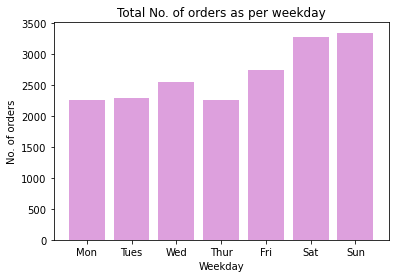 Total No. of orders as per weekday
No. of orders
3500
3000
2500
2000
1500
1000
500
0
Mon Tues Wed Thur Fri Sat Sun
Weekday